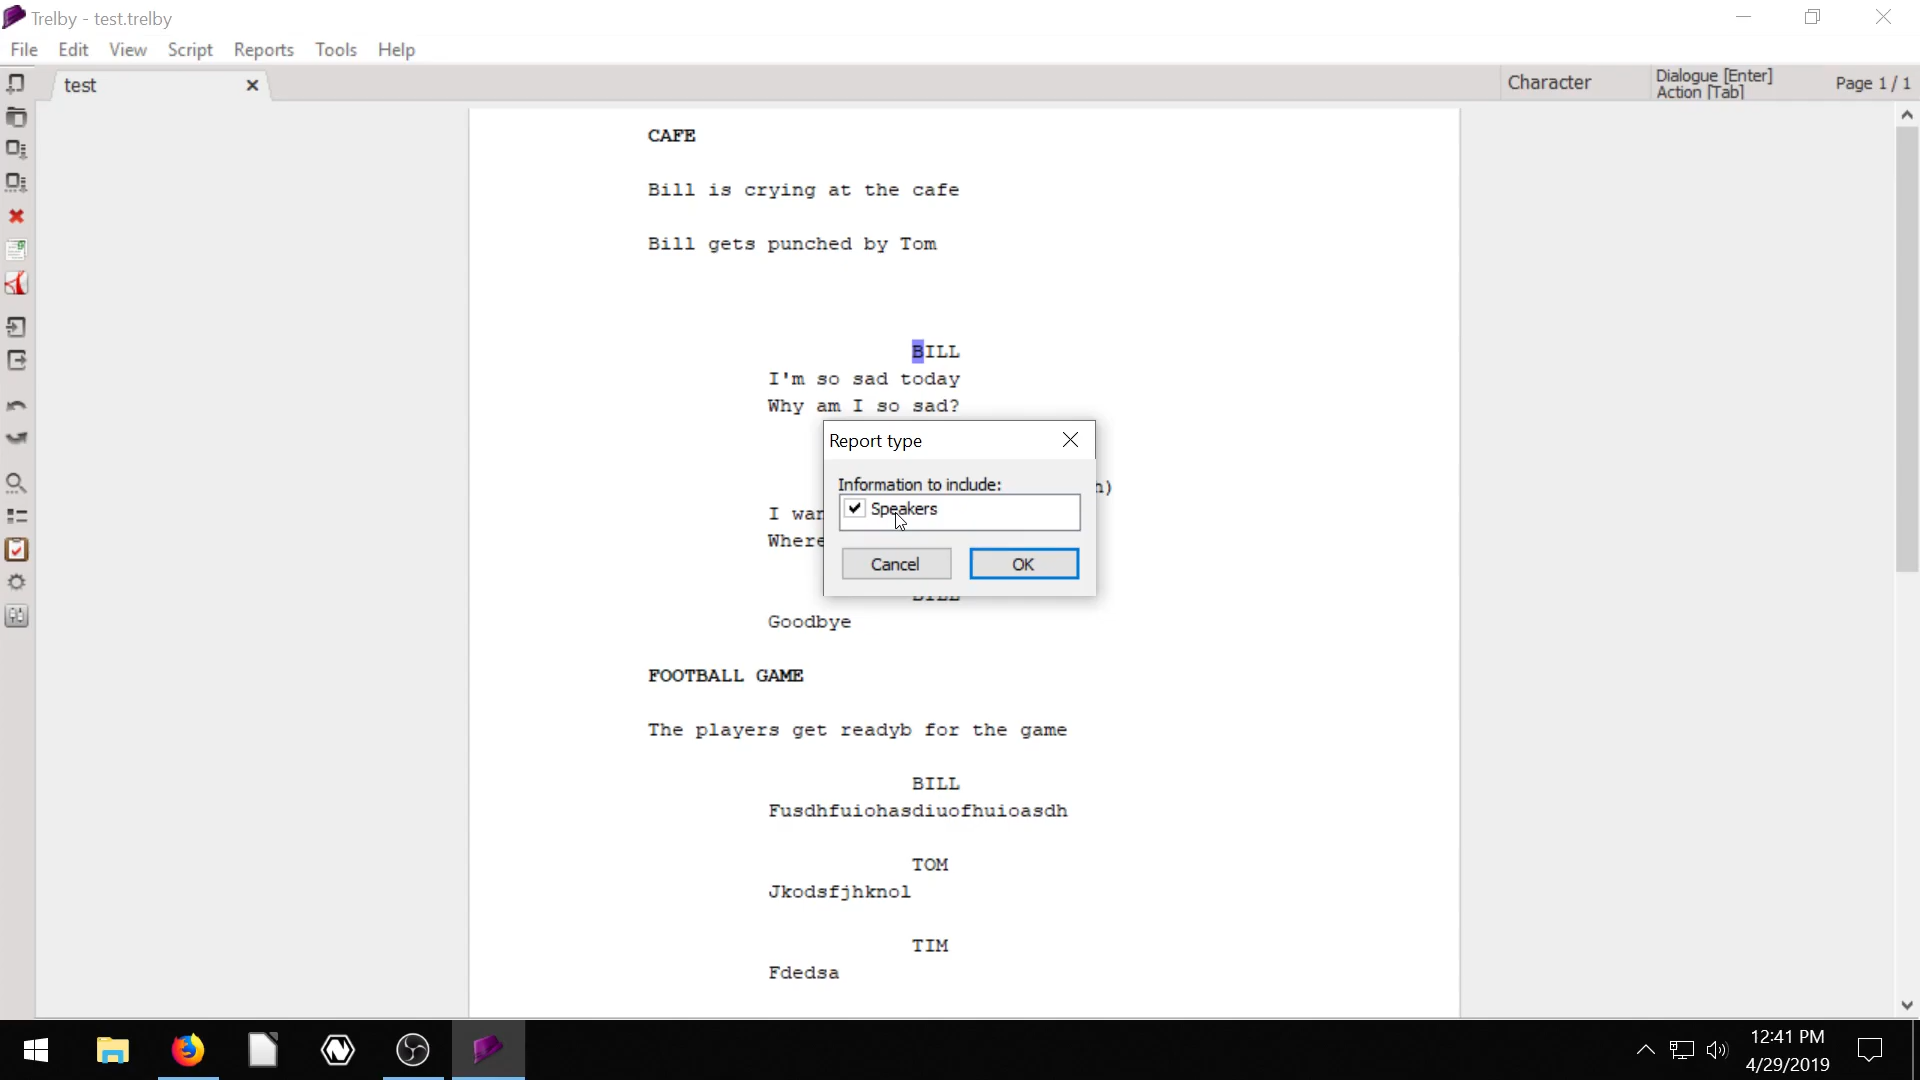 Trelby - test.trelby
File Edit View Script Reports Tools Help
test
Character
Dialogue [Enter]
Action [Tab]
Page 1 / 1
CAFE
Bill is crying at the cafe
Bill gets punched by Tom
BILL
I'm so sad today
Why am I so sad?
Report type
Information to include:
Speakers
Cancel OK
n)
I wan
Where
BILL
Goodbye
FOOTBALL GAME
The players get readyb for the game
BILL
Fusdhfuiohasdiuofhuioasdh
TOM
Jkodsfjhknol
TIM
Fdedsa
12:41 PM
4/29/2019